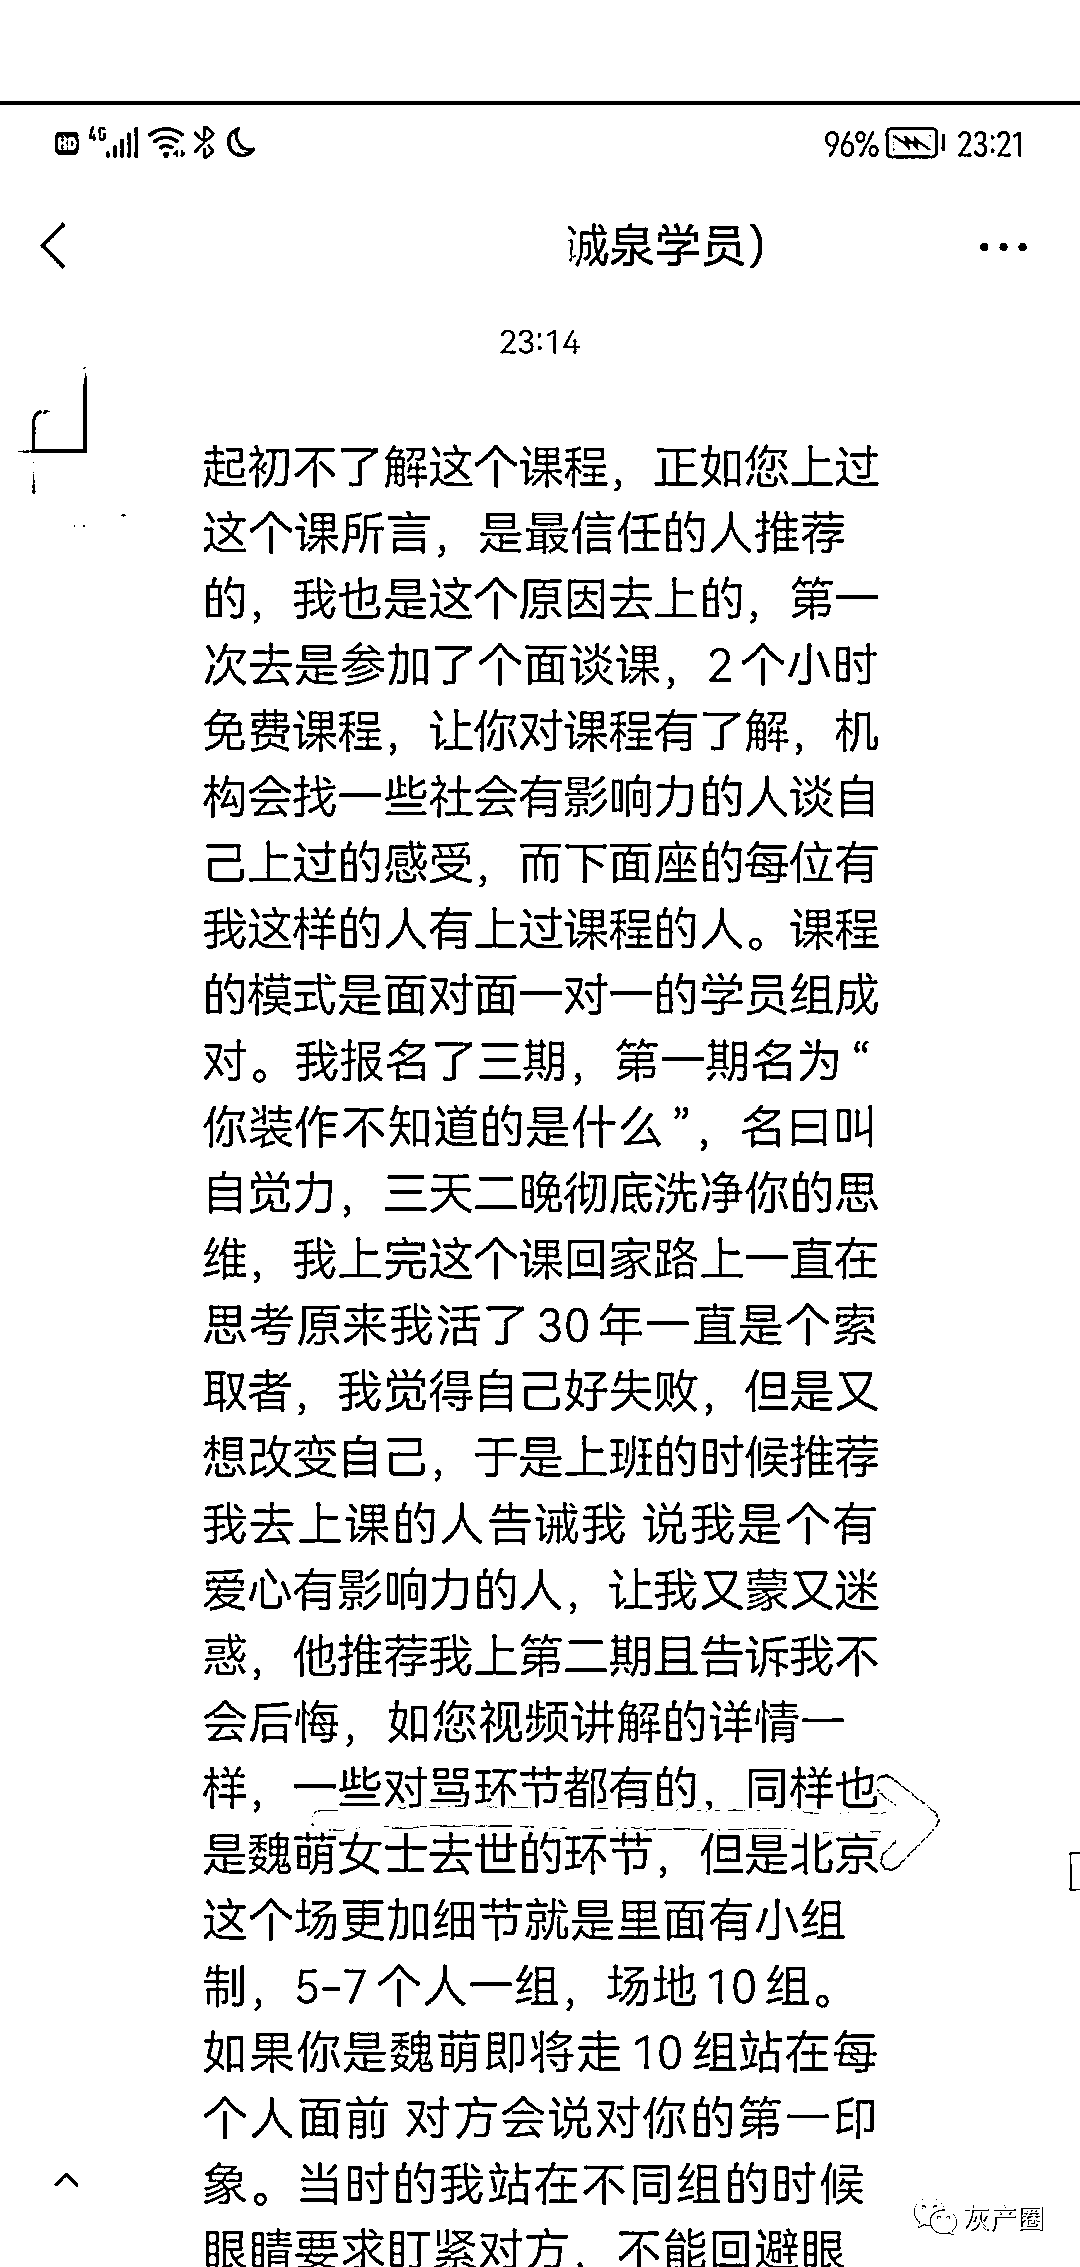 HD 4G 96% 23:21
诚泉学员）
23:14
起初不了解这个课程，正如您上过
这个课所言，是最信任的人推荐
的，我也是这个原因去上的，第一
次去是参加了个面谈课，2个小时
免费课程，让你对课程有了解，机
构会找一些社会有影响力的人谈自
己上过的感受，而下面座的每位有
我这样的人有上过课程的人。课程
的模式是面对面一对一的学员组成
对。我报名了三期，第一期名为“
你装作不知道的是什么”，名曰叫
自觉力，三天二晚彻底洗净你的思
维，我上完这个课回家路上一直在
思考原来我活了30年一直是个索
取者，我觉得自己好失败，但是又
想改变自己，于是上班的时候推荐
我去上课的人告诫我 说我是个有
爱心有影响力的人，让我又蒙又迷
惑，他推荐我上第二期且告诉我不
会后悔，如您视频讲解的详情一
样，一些对骂环节都有的，同样也
是魏萌女士去世的环节，但是北京
这个场更加细节就是里面有小组
制，5-7个人一组，场地10组。
如果你是魏萌即将走10组站在每
个人面前 对方会说对你的第一印
象。当时的我站在不同组的时候
眼睛要求盯紧对方，不能回避眼
灰产圈